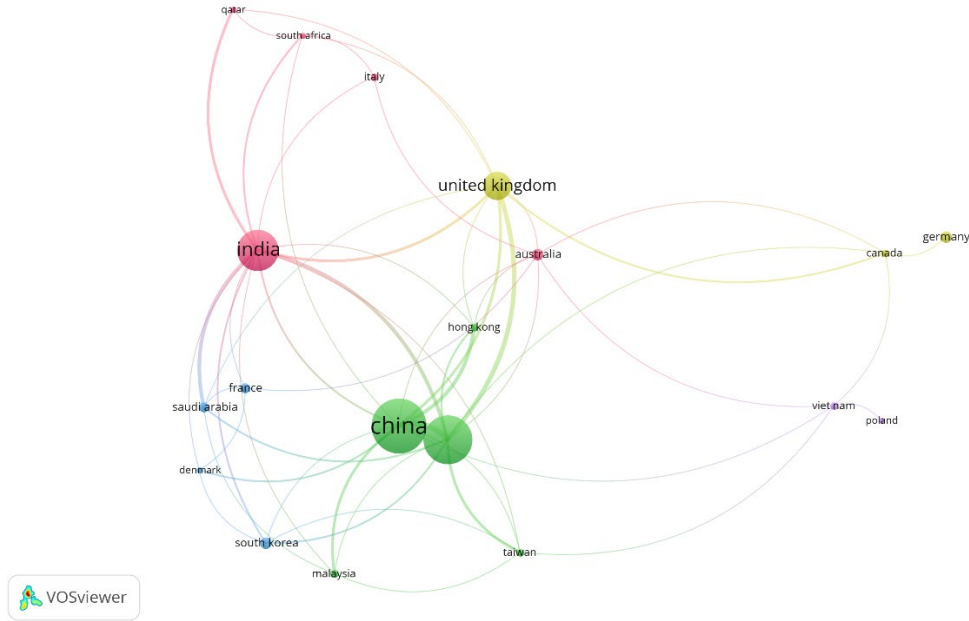 qatar
south africa
italy
united kingdom
india
australia
germany
canada
hong kong
france
saudi arabia
viet nam
china
poland
denmark
south korea
taiwan
malaysia
VOSviewer